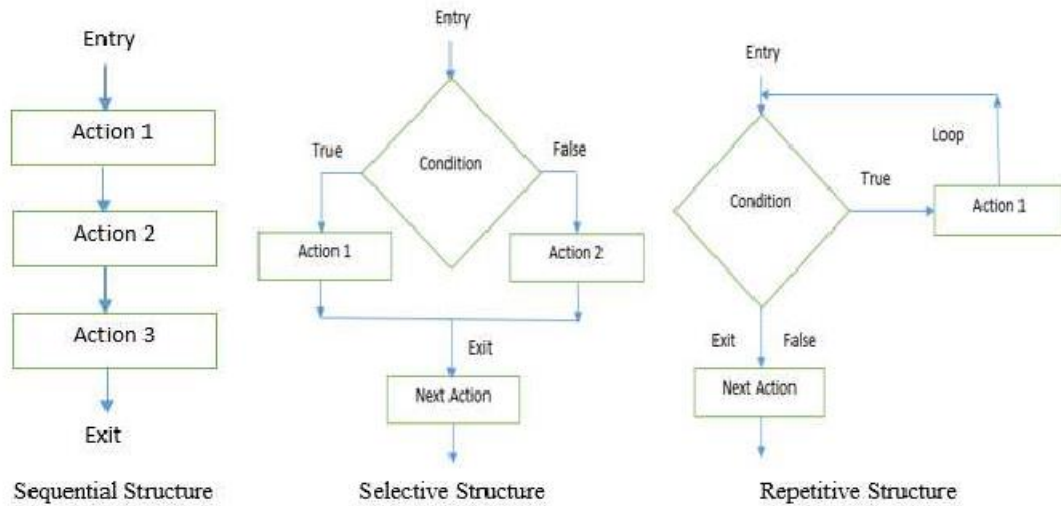 Entry
Action 1
Action 2
Action 3
Exit
Sequential Structure
Entry
Condition
True
False
Action 1
Action 2
Exit
Next Action
Selective Structure
Entry
Loop
Condition
True
Action 1
Exit
False
Next Action
Repetitive Structure